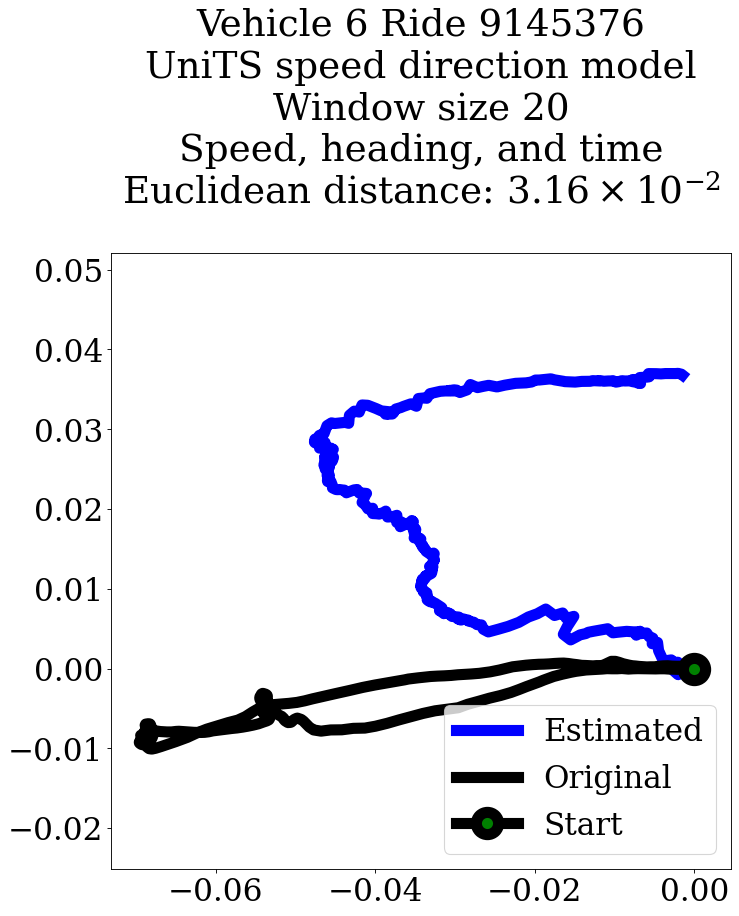 Vehicle 6 Ride 9145376
UniTS speed direction model
Window size 20
Speed, heading, and time
Euclidean distance: 3.16 × 10⁻²
0.05
0.04
0.03
0.02
0.01
0.00
−0.01
−0.02
Estimated
Original
Start
−0.06
−0.04
−0.02
0.00